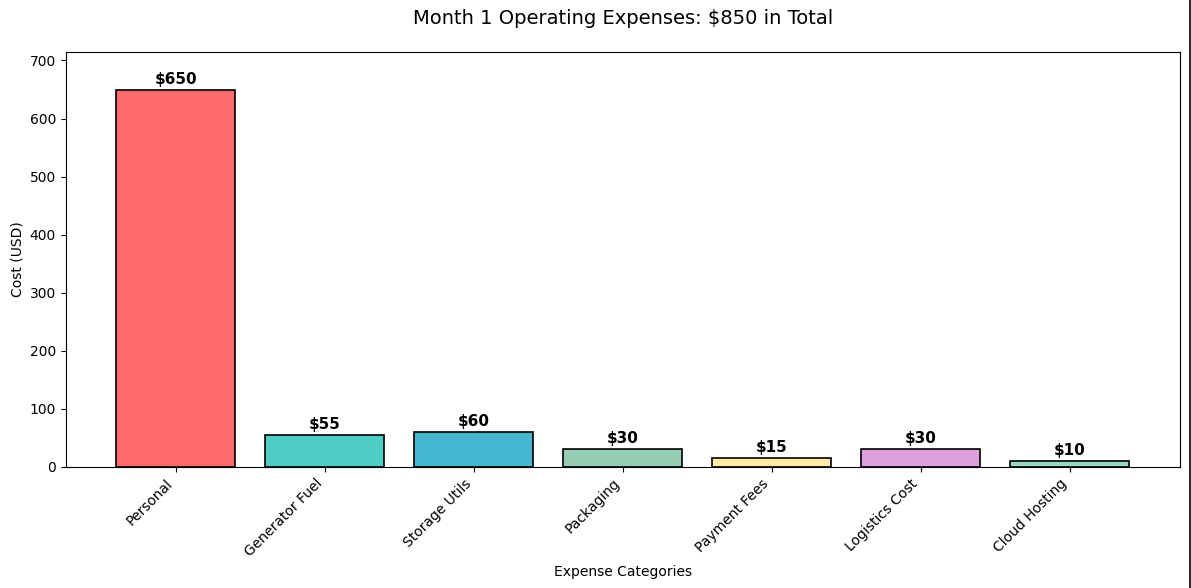 Month 1 Operating Expenses: $850 in Total
Cost (USD)
700
600
500
400
300
200
100
0
$650
$55
$60
$30
$15
$30
$10
Personal
Generator Fuel
Storage Utils
Packaging
Payment Fees
Logistics Cost
Cloud Hosting
Expense Categories